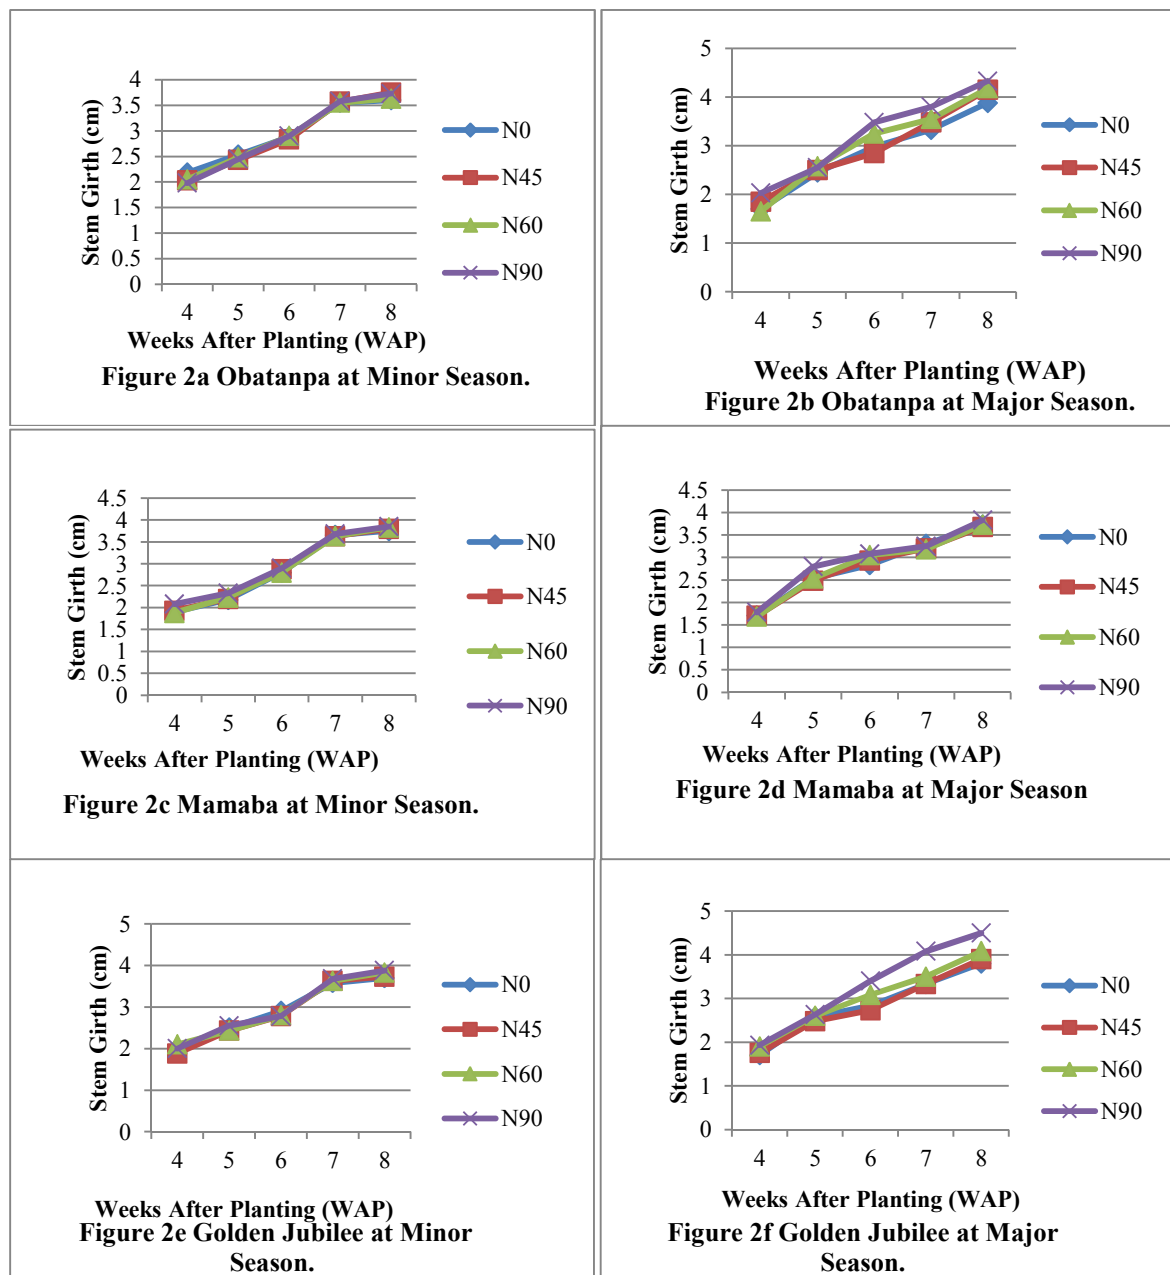 4
3.5
3
2.5
2
1.5
1
0.5
0
Stem Girth (cm)
4 5 6 7 8
Weeks After Planting (WAP)
N0
N45
N60
N90
Figure 2a Obatanpa at Minor Season.
5
4
3
2
1
0
Stem Girth (cm)
4 5 6 7 8
Weeks After Planting (WAP)
N0
N45
N60
N90
Figure 2b Obatanpa at Major Season.
4.5
4
3.5
3
2.5
2
1.5
1
0.5
0
Stem Girth (cm)
4 5 6 7 8
Weeks After Planting (WAP)
N0
N45
N60
N90
Figure 2c Mamaba at Minor Season.
4.5
4
3.5
3
2.5
2
1.5
1
0.5
0
Stem Girth (cm)
4 5 6 7 8
Weeks After Planting (WAP)
N0
N45
N60
N90
Figure 2d Mamaba at Major Season
5
4
3
2
1
0
Stem Girth (cm)
4 5 6 7 8
Weeks After Planting (WAP)
N0
N45
N60
N90
Figure 2e Golden Jubilee at Minor
Season.
5
4
3
2
1
0
Stem Girth (cm)
4 5 6 7 8
Weeks After Planting (WAP)
N0
N45
N60
N90
Figure 2f Golden Jubilee at Major
Season.